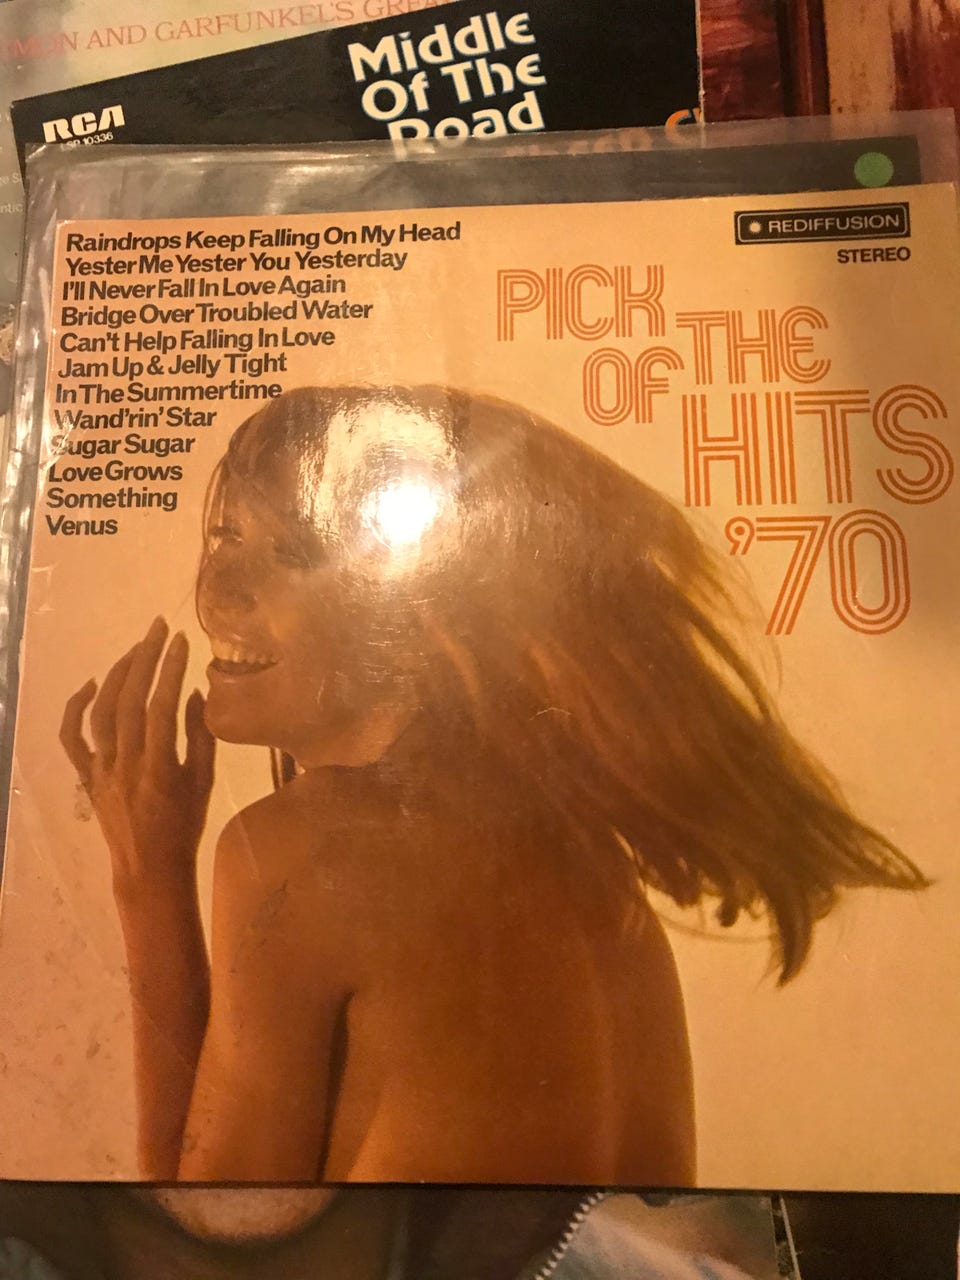 AND GARFUNKEL'S
RCA
LSP 10336
Middle
Of The
Road
REDIFFUSION
STEREO
PICK
OF THE
HITS
'70
Raindrops Keep Falling On My Head
Yester Me Yester You Yesterday
I'll Never Fall In Love Again
Bridge Over Troubled Water
Can't Help Falling In Love
Jam Up & Jelly Tight
In The Summertime
Wand'rin' Star
Sugar Sugar
Love Grows
Something
Venus